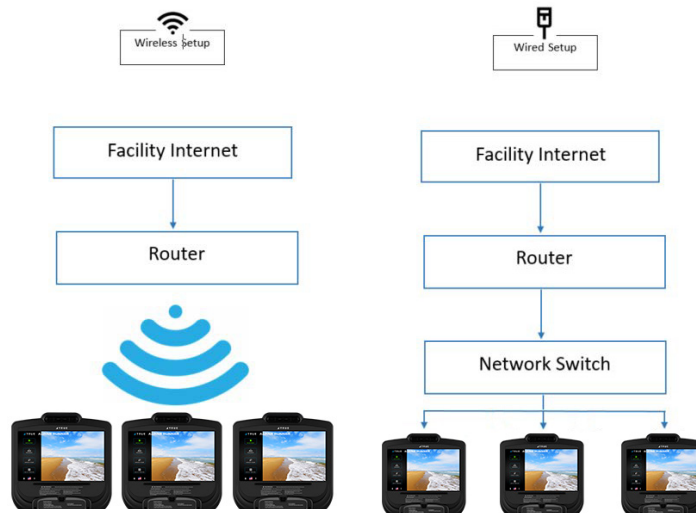 Wireless Setup
Facility Internet
Router
Wired Setup
Facility Internet
Router
Network Switch